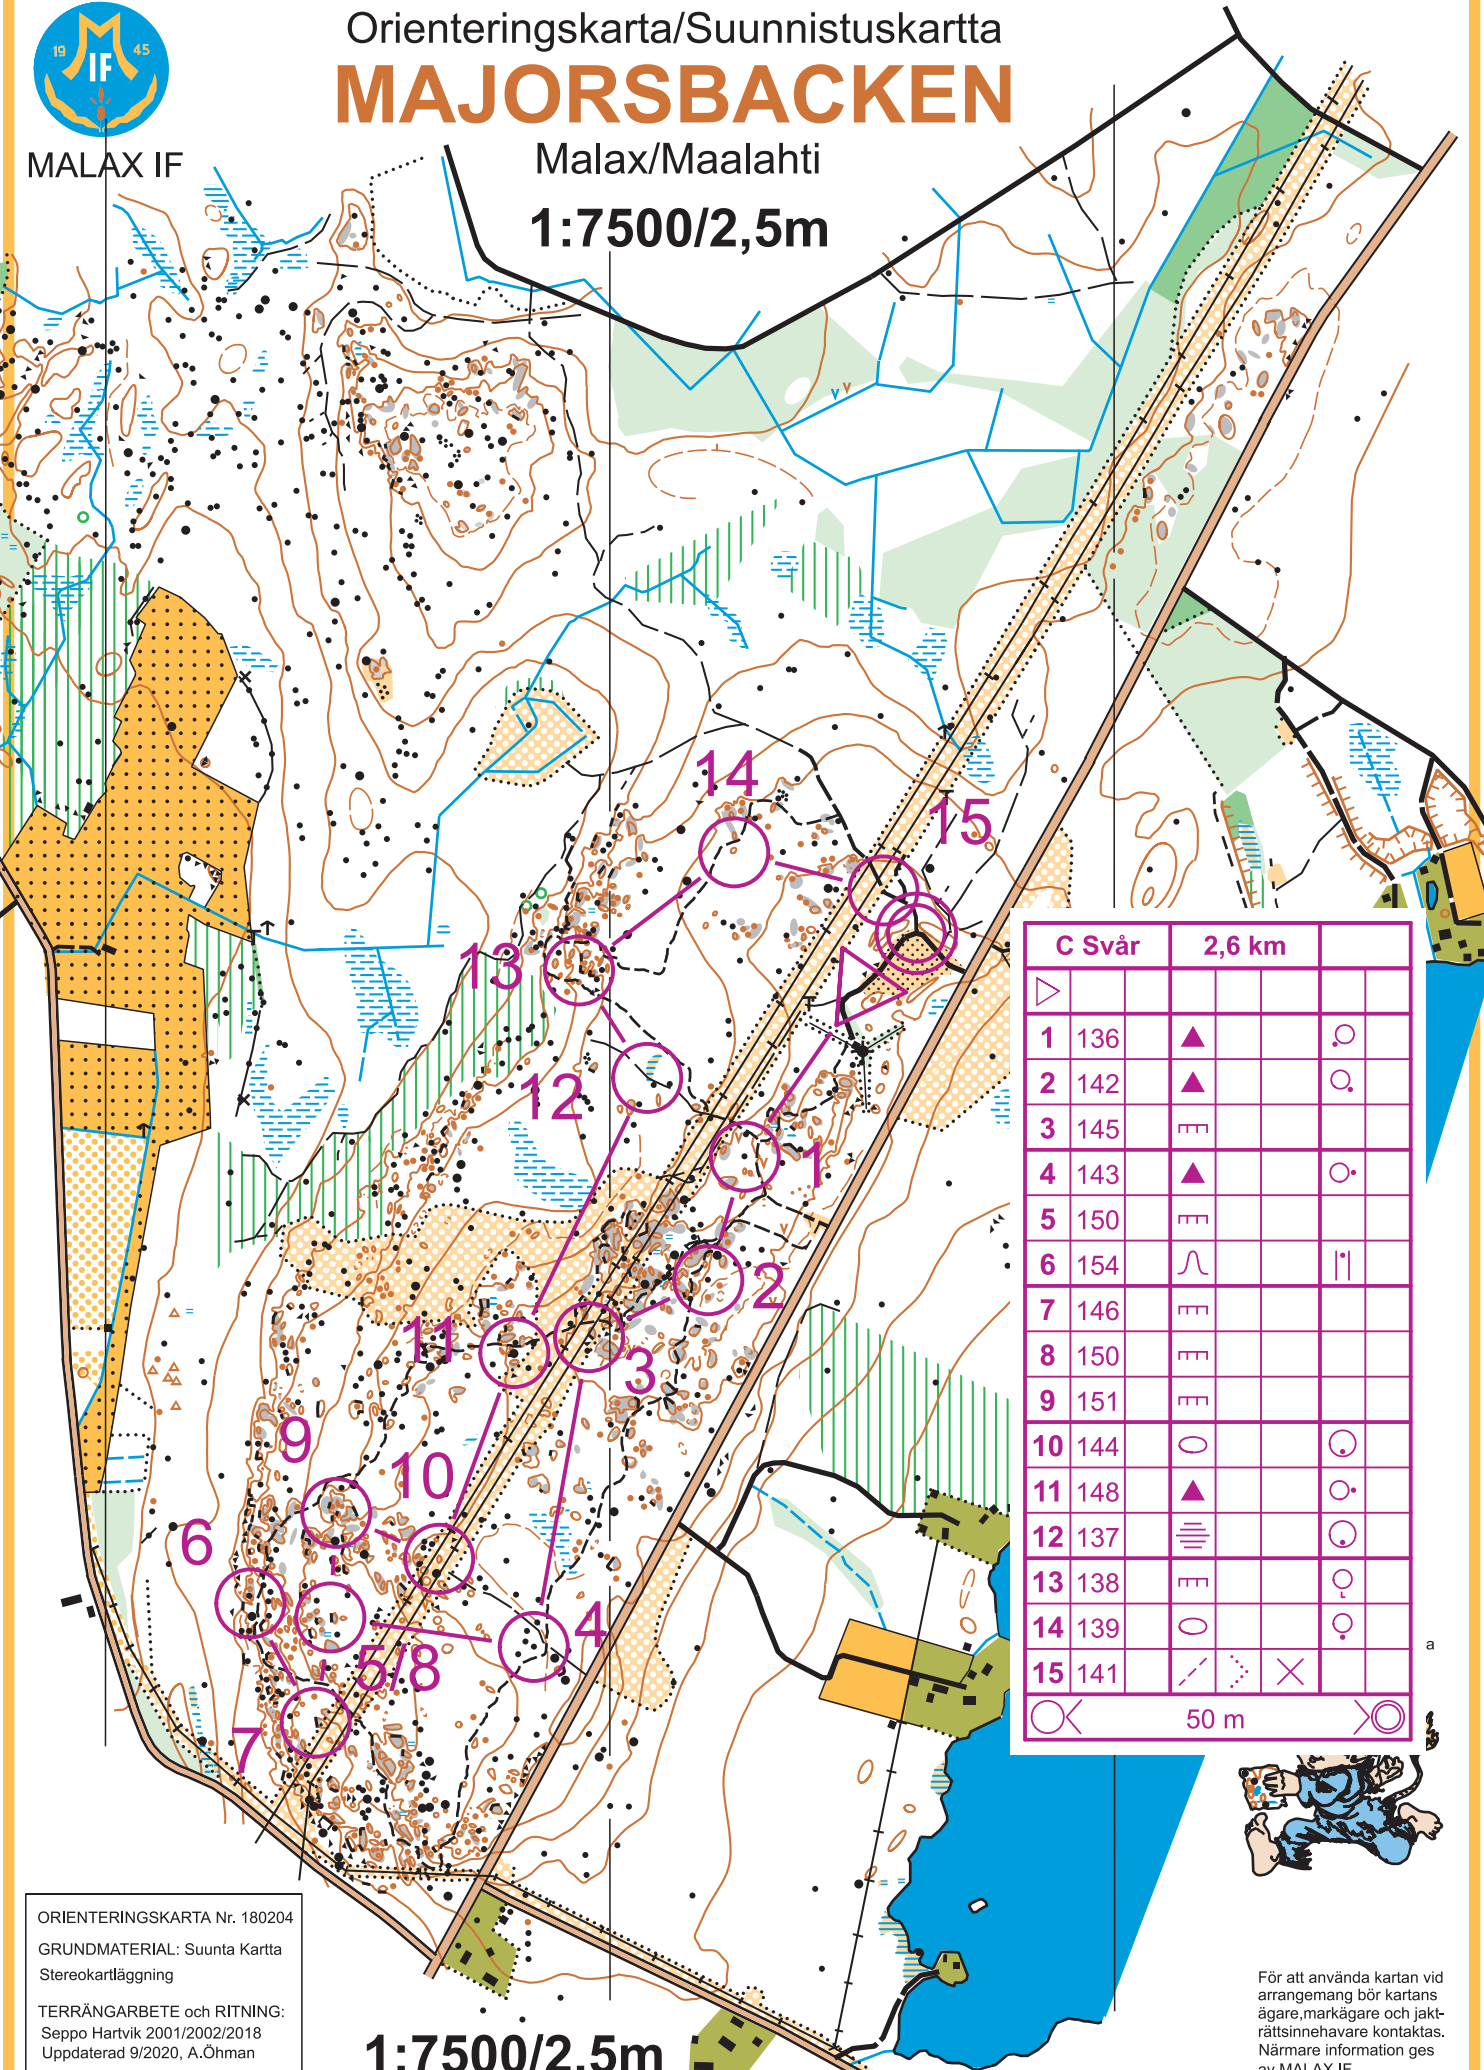 Orienteringskarta/Suunnistuskartta
MAJORSBACKEN
Malax/Maalahti
1:7500/2,5m
19 45
M
IF
MALAX IF
14
15
13
12
1
2
11
3
9
10
6
4
5/8
7
C Svår 2,6 km
1 136
2 142
3 145
4 143
5 150
6 154
7 146
8 150
9 151
10 144
11 148
12 137
13 138
14 139
15 141
50 m
a
ORIENTERINGSKARTA Nr. 180204
GRUNDMATERIAL: Suunta Kartta
Stereokartläggning
TERRÄNGARBETE och RITNING:
Seppo Hartvik 2001/2002/2018
Uppdaterad 9/2020, A.Öhman
1:7500/2,5m
För att använda kartan vid
arrangemang bör kartans
ägare,markägare och jakt-
rättsinnehavare kontaktas.
Närmare information ges
av MALAX IF